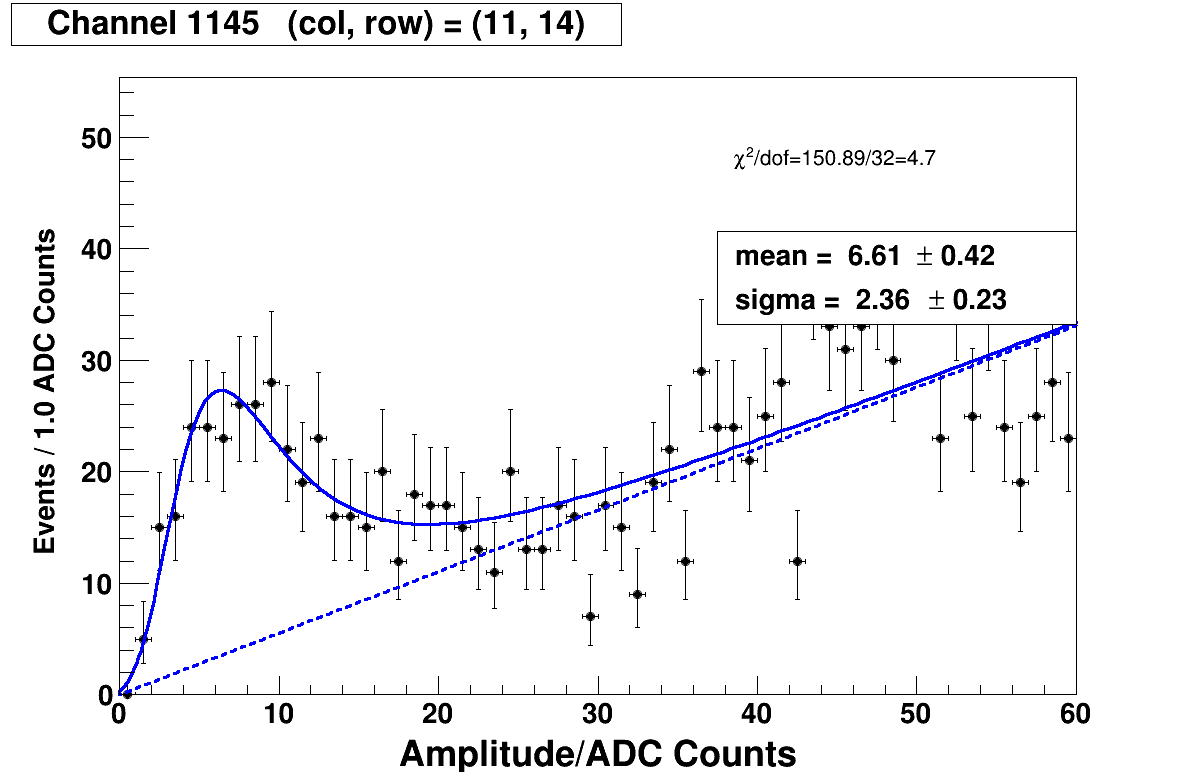 Channel 1145 (col, row) = (11, 14)
χ²/dof=150.89/32=4.7
mean = 6.61 ± 0.42
sigma = 2.36 ± 0.23
Events / 1.0 ADC Counts
50
40
30
20
10
0
0 10 20 30 40 50 60
Amplitude/ADC Counts